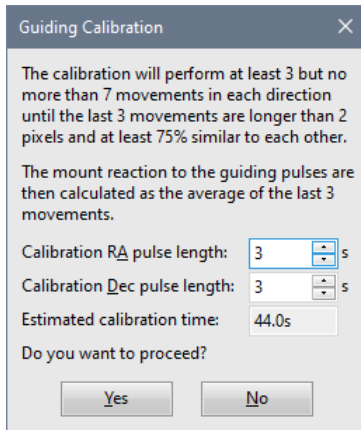 Guiding Calibration
The calibration will perform at least 3 but no
more than 7 movements in each direction
until the last 3 movements are longer than 2
pixels and at least 75% similar to each other.
The mount reaction to the guiding pulses are
then calculated as the average of the last 3
movements.
Calibration RA pulse length: 3 s
Calibration Dec pulse length: 3 s
Estimated calibration time: 44.0s
Do you want to proceed?
Yes No